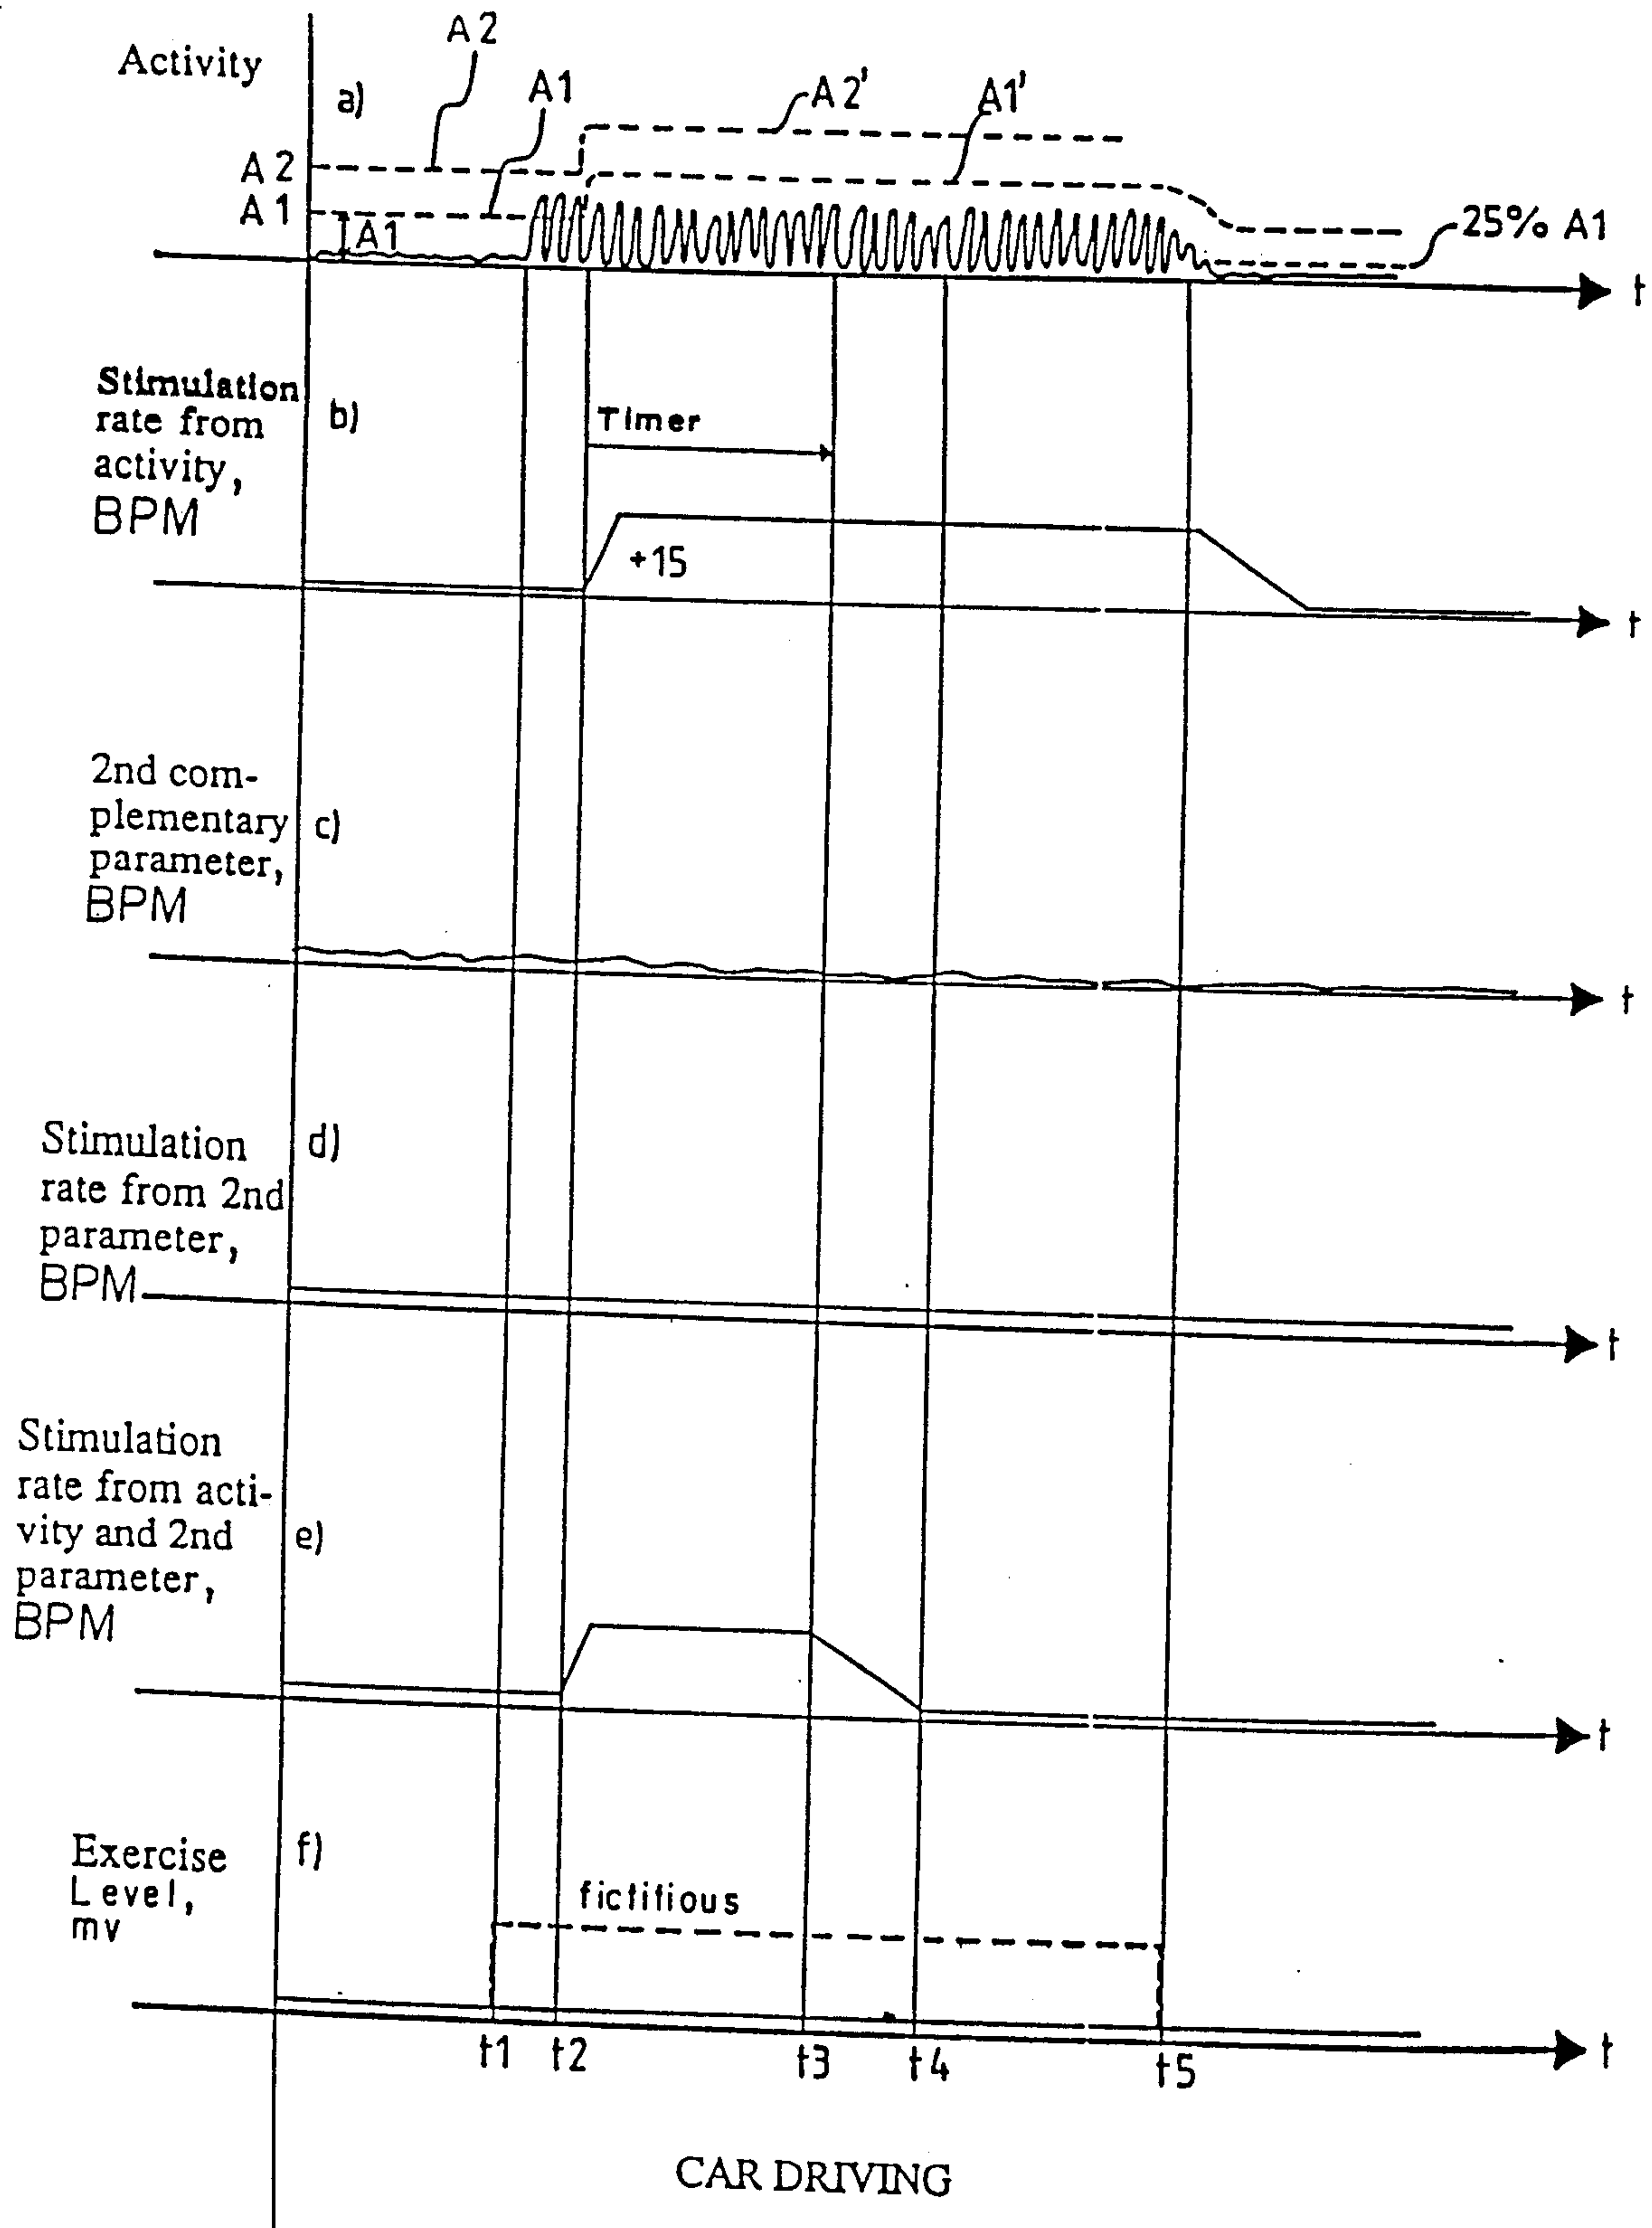 A2
Activity
a)
A1
A2'
A1'
A2
A1
A1
25% A1
t
Stimulation
rate from
activity,
BPM
b)
Timer
+15
t
2nd com-
plementary
parameter,
BPM
c)
t
Stimulation
rate from 2nd
parameter,
BPM
d)
t
Stimulation
rate from acti-
vity and 2nd
parameter,
BPM
e)
t
Exercise
Level,
mv
f)
fictitious
t1 t2 t3 t4 t5
t
CAR DRIVING